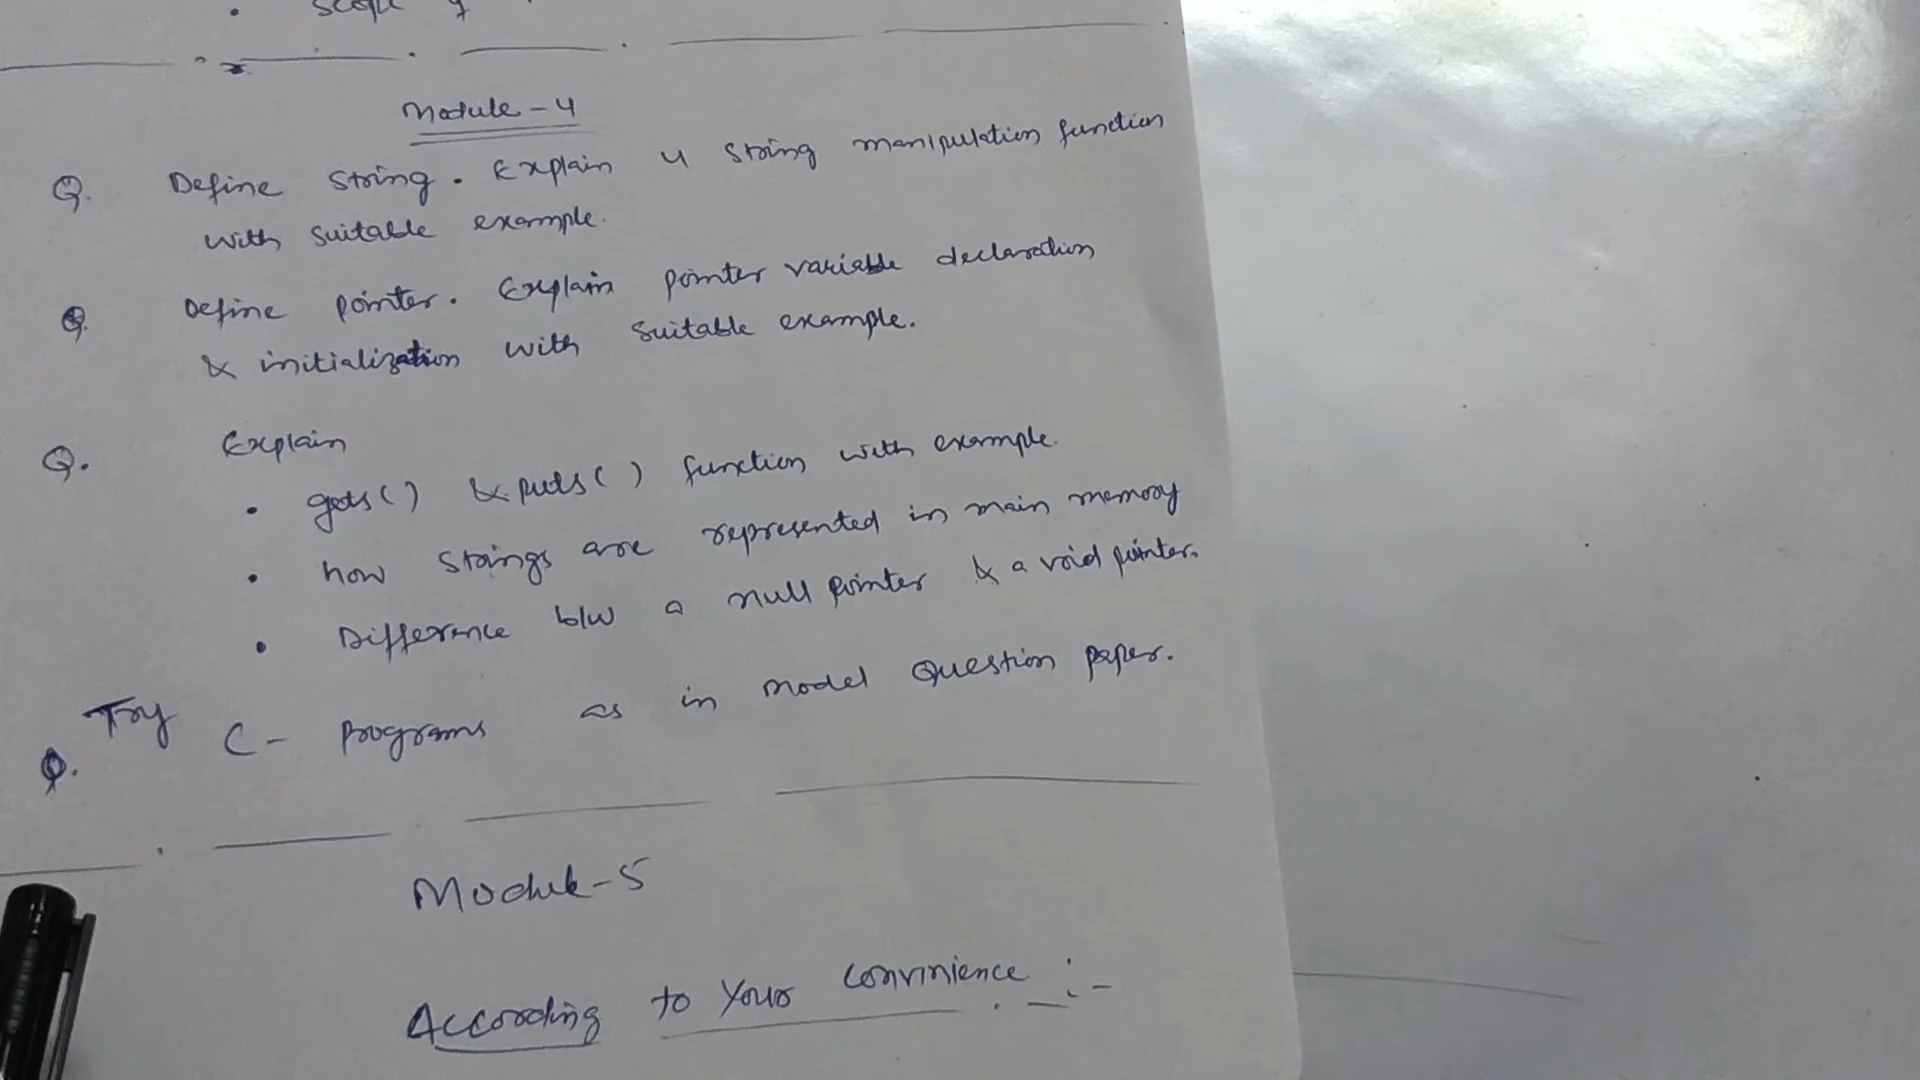 scope of
Module - 4
Q. Define string. Explain 4 string manipulation function
with suitable example.
Q. Define pointer. Explain pointer variable declaration
& initialization with suitable example.
Q. Explain
• gets() & puts() function with example.
• how strings are represented in main memory
• Difference b/w a null pointer & a void pointer.
Q. Try C- programs as in model question paper.
Module-5
According to your convinience :-